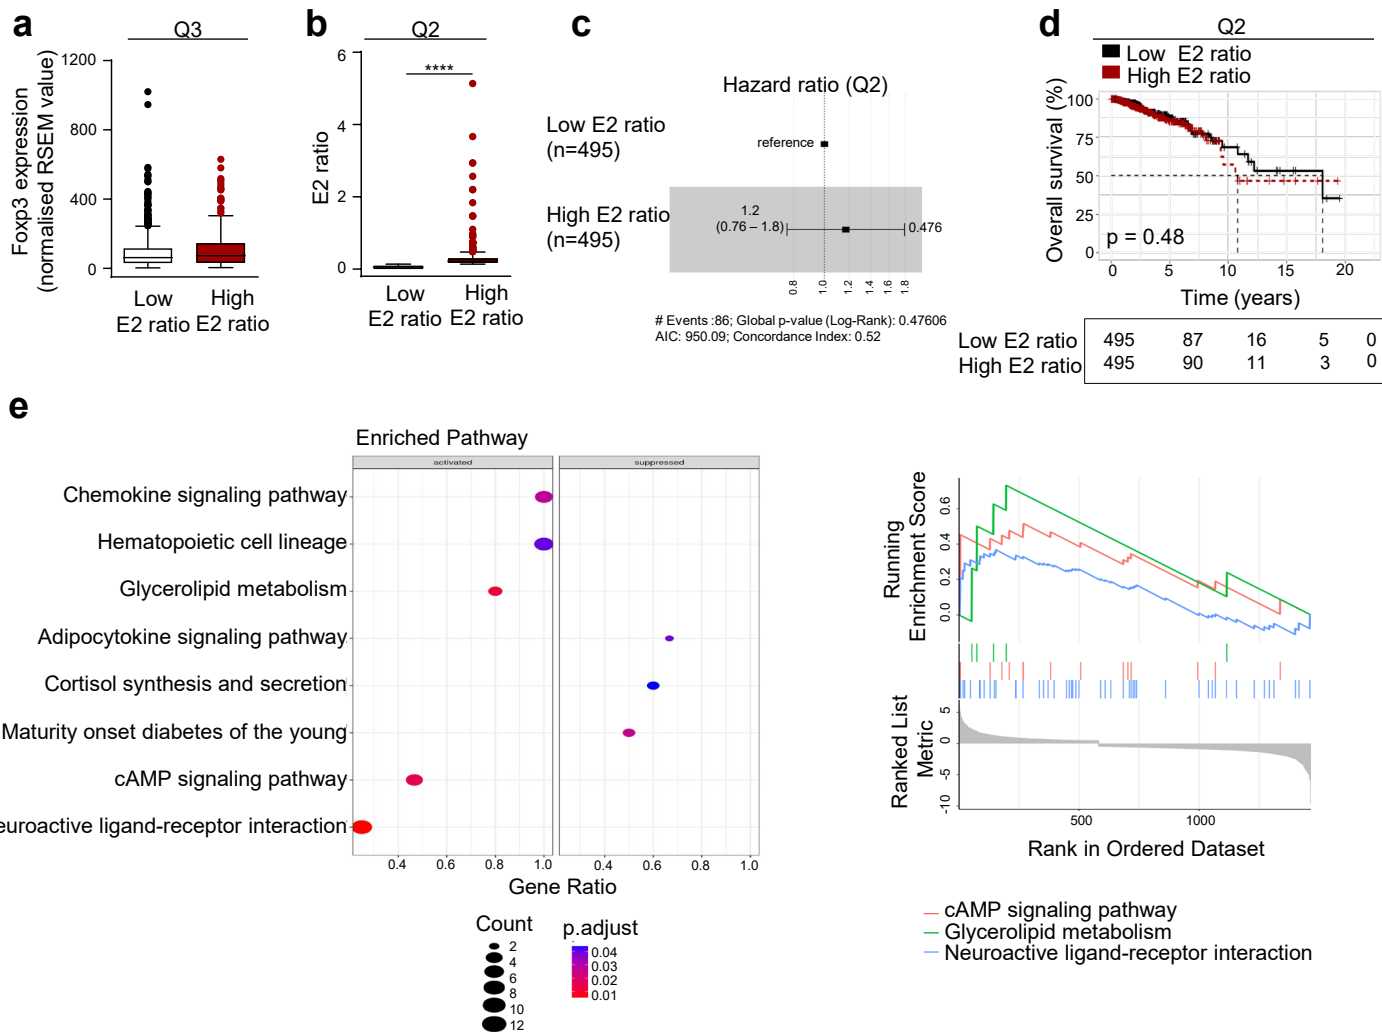 a
Q3
Foxp3 expression
(normalised RSEM value)
1200
800
400
0
Low
E2 ratio
High
E2 ratio
b
Q2
E2 ratio
6
4
2
0
****
Low
E2 ratio
High
E2 ratio
c
Hazard ratio (Q2)
Low E2 ratio
(n=495)
reference
High E2 ratio
(n=495)
1.2
(0.76 – 1.8)
0.476
0.8
1.0
1.2
1.4
1.6
1.8
# Events :86; Global p-value (Log-Rank): 0.47606
AIC: 950.09; Concordance Index: 0.52
d
Q2
Low E2 ratio
High E2 ratio
Overall survival (%)
100
75
50
25
0
p = 0.48
0 5 10 15 20
Time (years)
Low E2 ratio 495 87 16 5 0
High E2 ratio 495 90 11 3 0
e
Enriched Pathway
activated
suppressed
Chemokine signaling pathway
Hematopoietic cell lineage
Glycerolipid metabolism
Adipocytokine signaling pathway
Cortisol synthesis and secretion
Maturity onset diabetes of the young
cAMP signaling pathway
euroactive ligand-receptor interaction
0.4 0.6 0.8 1.0
0.4 0.6 0.8 1.0
Gene Ratio
Count
2
4
6
8
10
12
p.adjust
0.04
0.03
0.02
0.01
Running
Enrichment Score
0.6
0.4
0.2
0.0
Ranked List
Metric
5
0
-5
-10
500
1000
Rank in Ordered Dataset
cAMP signaling pathway
Glycerolipid metabolism
Neuroactive ligand-receptor interaction